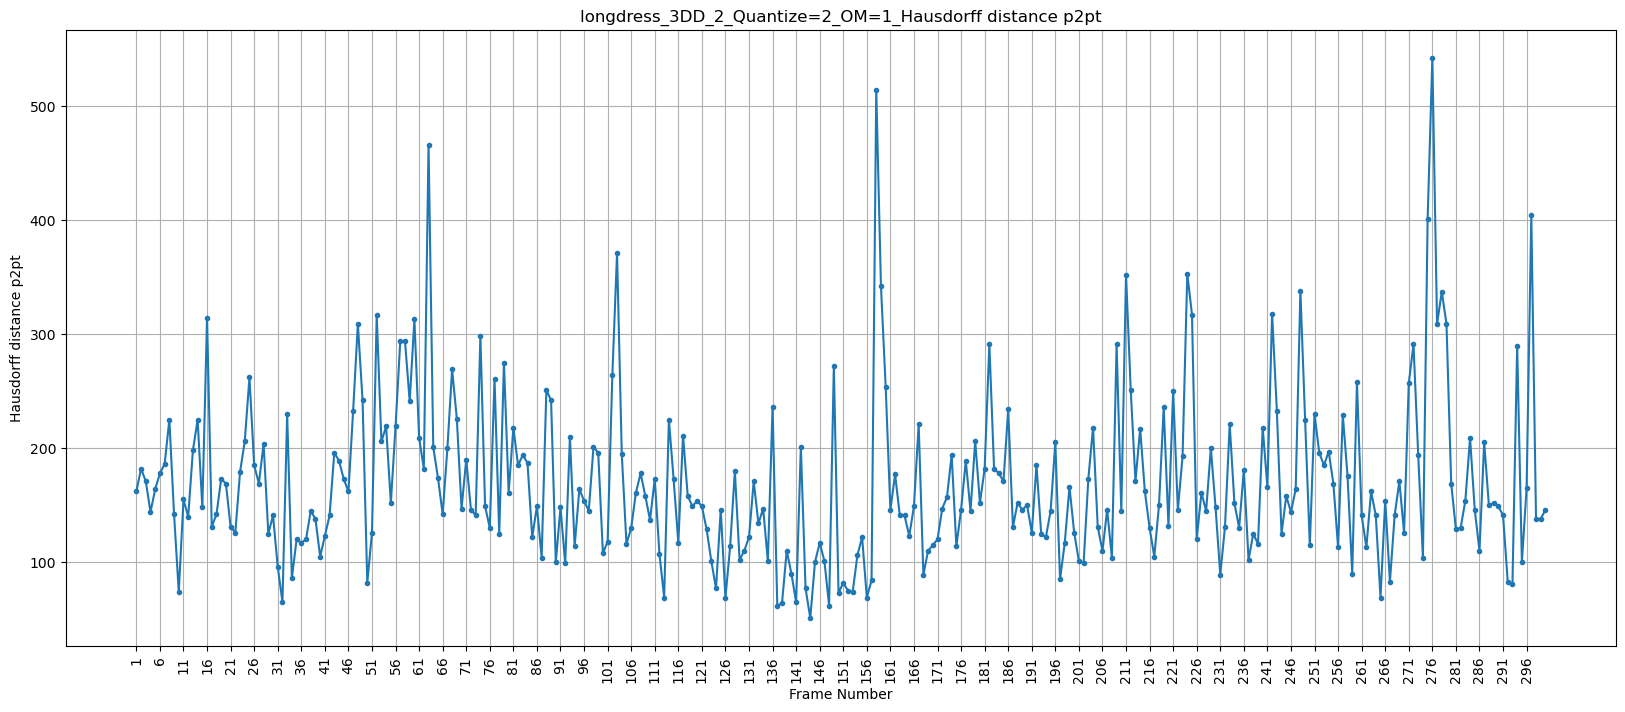 longdress_3DD_2_Quantize=2_OM=1_Hausdorff distance p2pt
Hausdorff distance p2pt
500
400
300
200
100
1 6 11 16 21 26 31 36 41 46 51 56 61 66 71 76 81 86 91 96 101 106 111 116 121 126 131 136 141 146 151 156 161 166 171 176 181 186 191 196 201 206 211 216 221 226 231 236 241 246 251 256 261 266 271 276 281 286 291 296
Frame Number